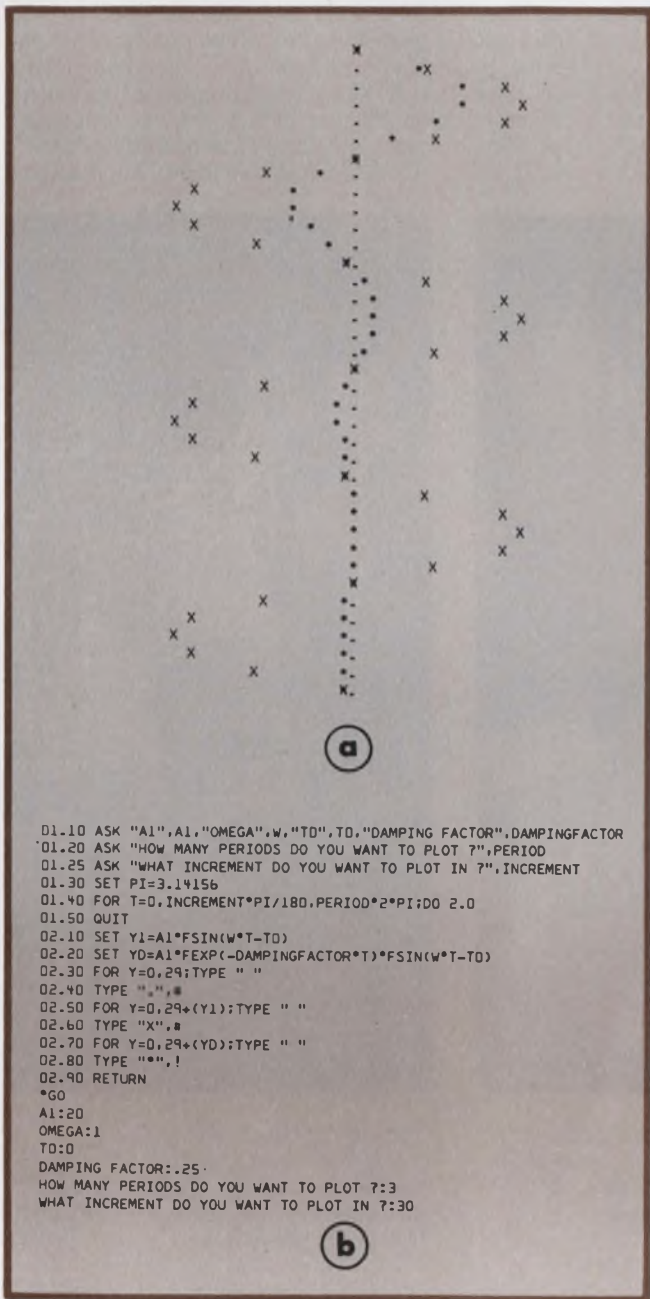 a
01.10 ASK "A1",A1,"OMEGA",W,"TO",TO,"DAMPING FACTOR",DAMPINGFACTOR
01.20 ASK "HOW MANY PERIODS DO YOU WANT TO PLOT ?",PERIOD
01.25 ASK "WHAT INCREMENT DO YOU WANT TO PLOT IN ?",INCREMENT
01.30 SET PI=3.14156
01.40 FOR T=0,INCREMENT*PI/180,PERIOD*2*PI;DO 2.0
01.50 QUIT
02.10 SET Y1=A1*FSIN(W*T-TO)
02.20 SET YD=A1*FEXP(-DAMPINGFACTOR*T)*FSIN(W*T-TO)
02.30 FOR Y=0,29;TYPE " "
02.40 TYPE ".",#
02.50 FOR Y=0,29+(Y1);TYPE " "
02.60 TYPE "X",#
02.70 FOR Y=0,29+(YD);TYPE " "
02.80 TYPE "*",!
02.90 RETURN
*GO
A1:20
OMEGA:1
TO:0
DAMPING FACTOR:.25
HOW MANY PERIODS DO YOU WANT TO PLOT ?:3
WHAT INCREMENT DO YOU WANT TO PLOT IN ?:30
b